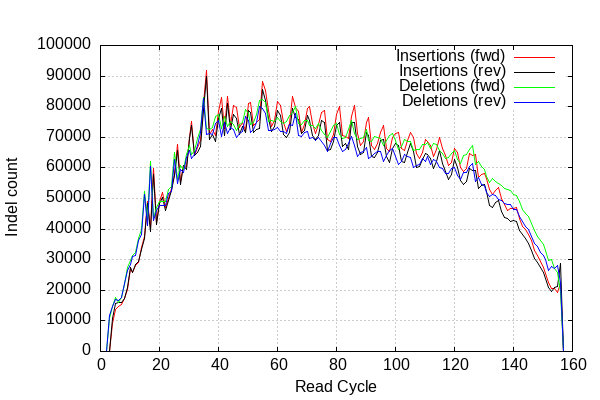 100000
90000
80000
70000
60000
50000
40000
30000
20000
10000
0
Indel count
Insertions (fwd)
Insertions (rev)
Deletions (fwd)
Deletions (rev)
0 20 40 60 80 100 120 140 160
Read Cycle